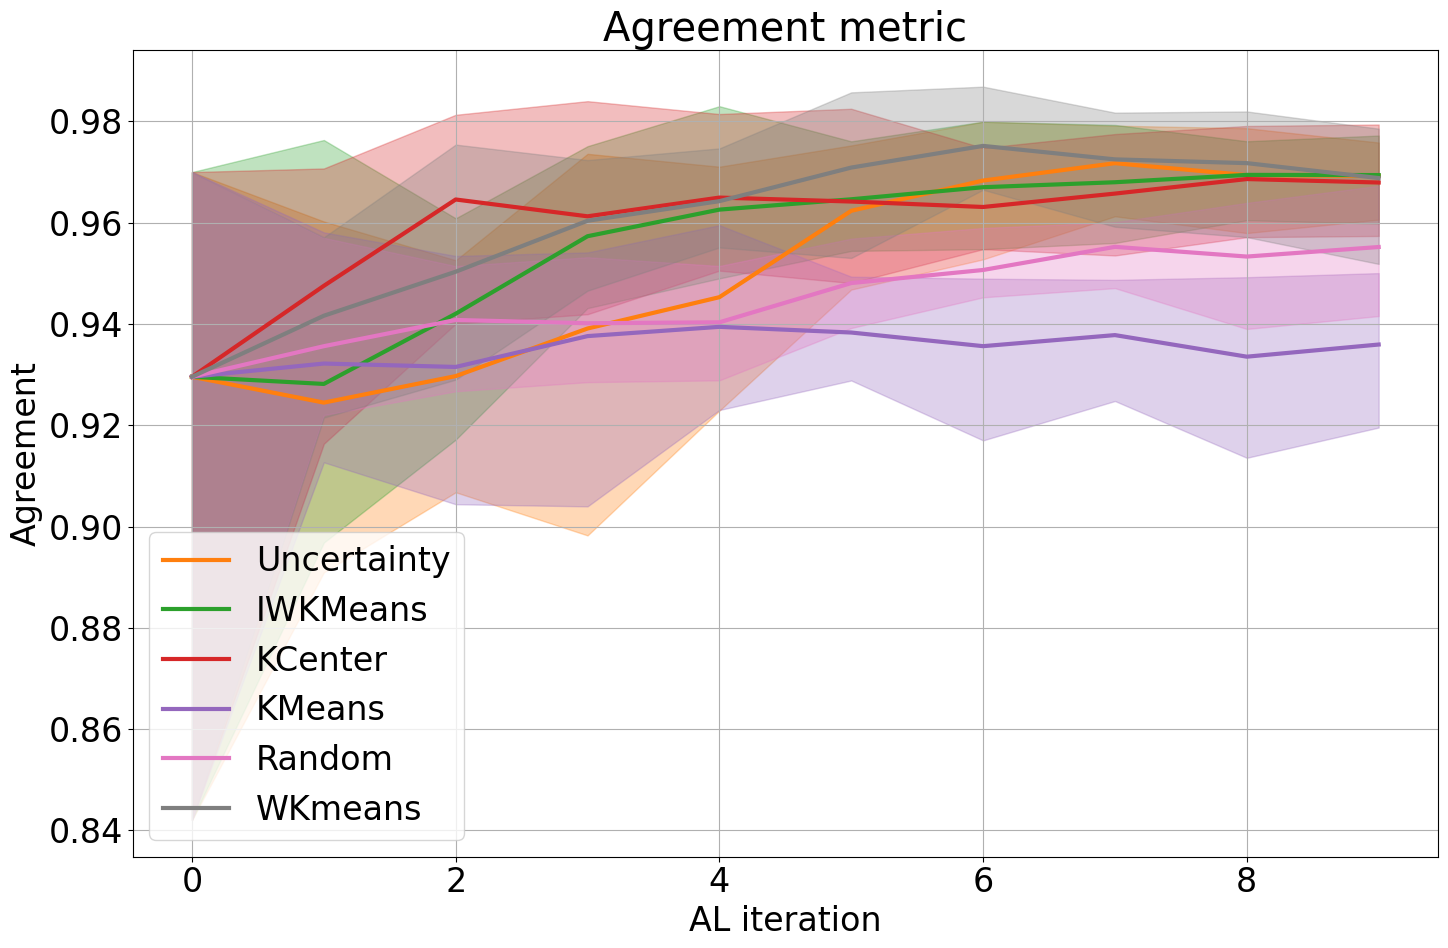 Agreement metric
Agreement
0.98
0.96
0.94
0.92
0.90
0.88
0.86
0.84
Uncertainty
IWKMeans
KCenter
KMeans
Random
WKmeans
0 2 4 6 8
AL iteration